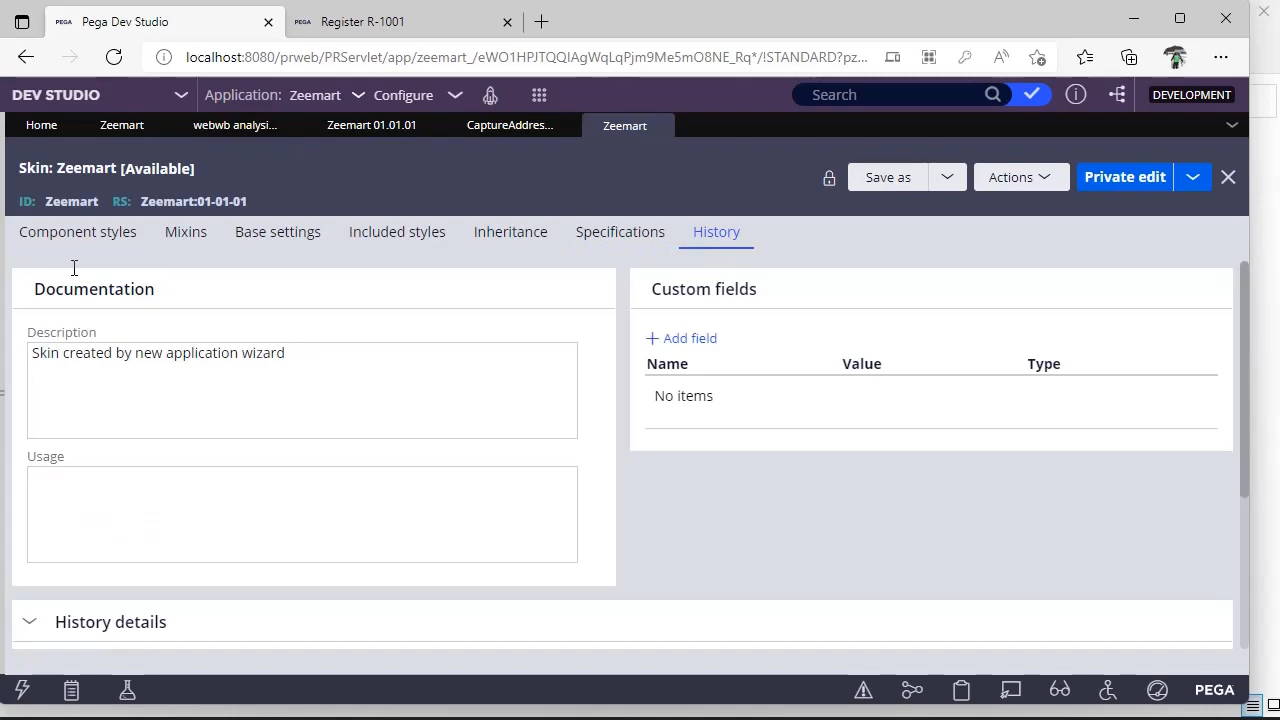 PEGA Pega Dev Studio
PEGA Register R-1001
localhost:8080/prweb/PRServlet/app/zeemart_/eWO1HPJTQQIAgWqLqPjm9Me5mO8NE_Rq*/!STANDARD?pz...
DEV STUDIO Application: Zeemart Configure Search DEVELOPMENT
Home Zeemart webwb analysi... Zeemart 01.01.01 CaptureAddres... Zeemart
Skin: Zeemart [Available]
Save as Actions Private edit
ID: Zeemart RS: Zeemart:01-01-01
Component styles Mixins Base settings Included styles Inheritance Specifications History
Documentation
Custom fields
Description
Skin created by new application wizard
Add field
Name Value Type
No items
Usage
History details
PEGA